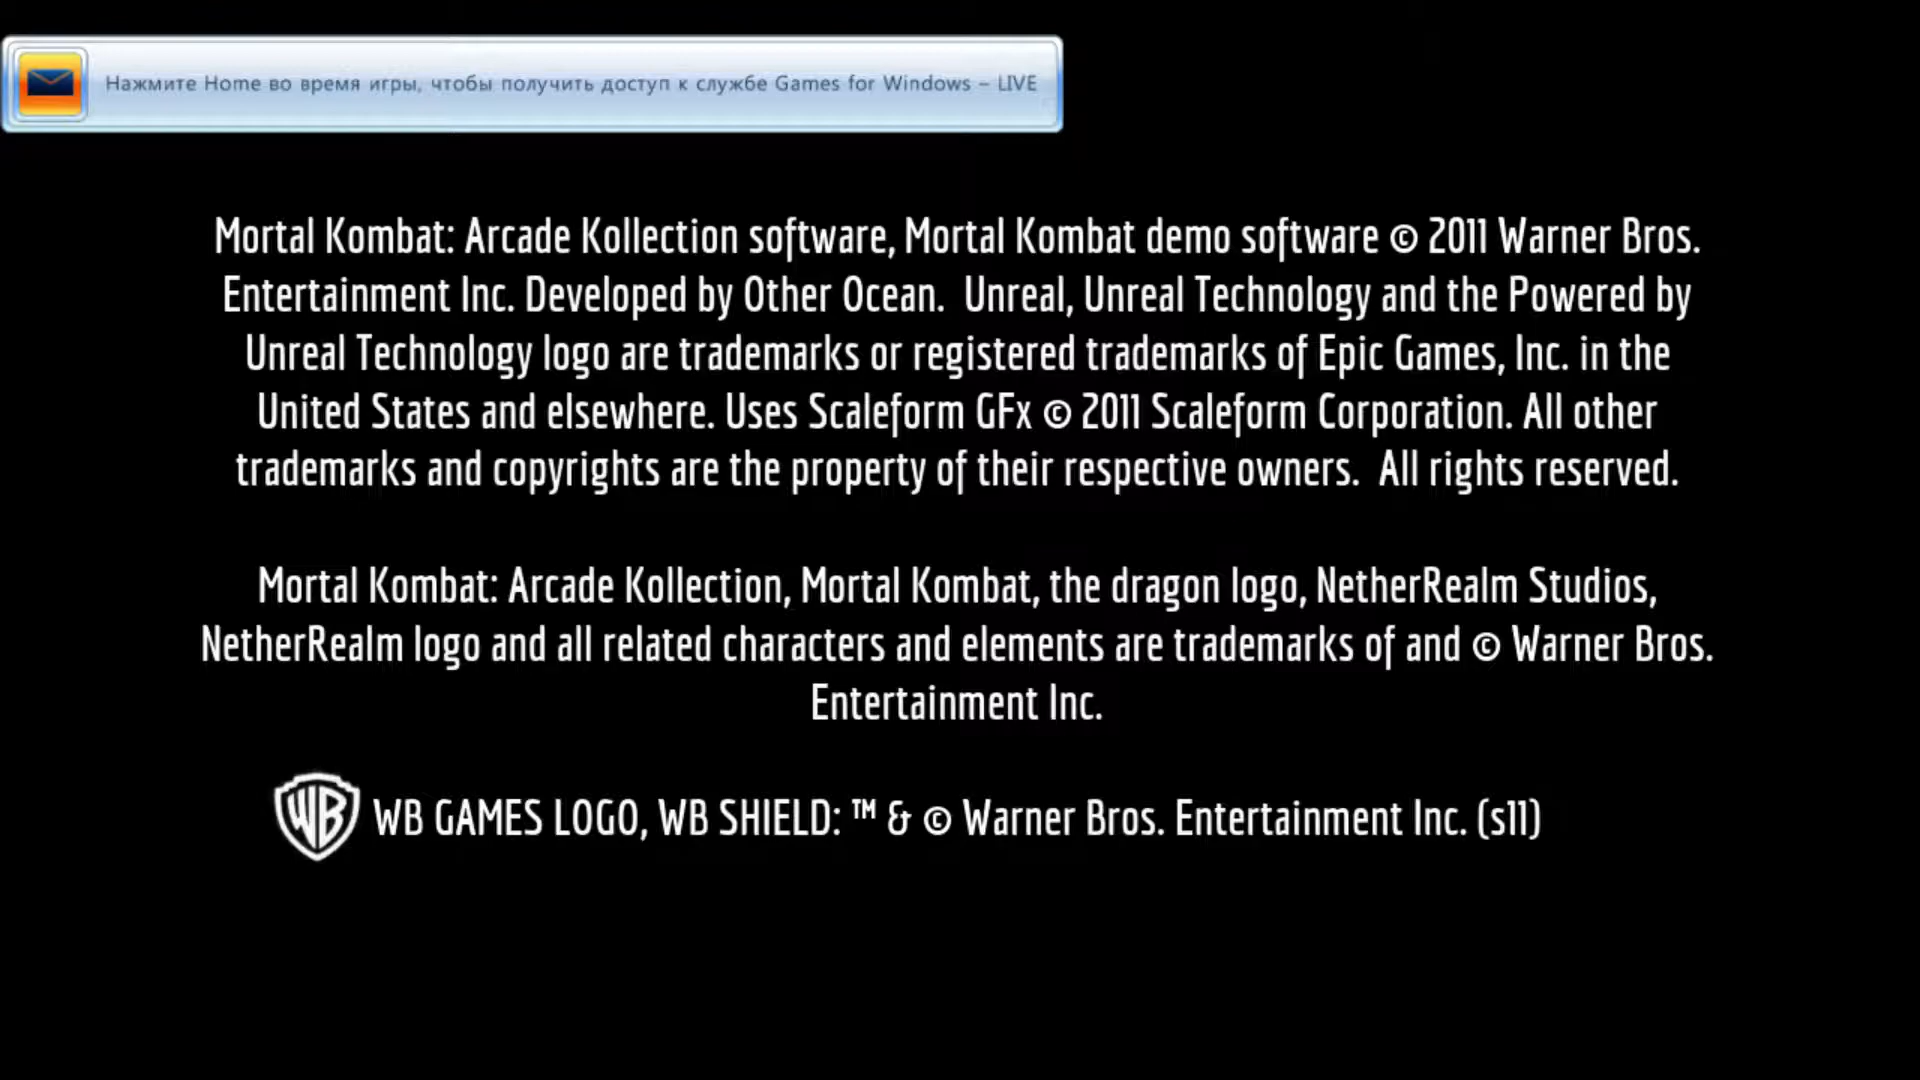 Нажмите Home во время игры, чтобы получить доступ к службе Games for Windows – LIVE
Mortal Kombat: Arcade Kollection software, Mortal Kombat demo software © 2011 Warner Bros.
Entertainment Inc. Developed by Other Ocean.  Unreal, Unreal Technology and the Powered by
Unreal Technology logo are trademarks or registered trademarks of Epic Games, Inc. in the
United States and elsewhere. Uses Scaleform GFx © 2011 Scaleform Corporation. All other
trademarks and copyrights are the property of their respective owners.  All rights reserved.
Mortal Kombat: Arcade Kollection, Mortal Kombat, the dragon logo, NetherRealm Studios,
NetherRealm logo and all related characters and elements are trademarks of and © Warner Bros.
Entertainment Inc.
WB WB GAMES LOGO, WB SHIELD: ™ & © Warner Bros. Entertainment Inc. (s11)